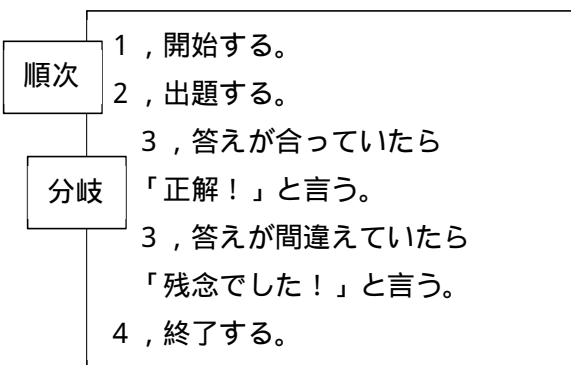 順次
1，開始する。
2，出題する。
分岐
3，答えが合っていたら
「正解！」と言う。
3，答えが間違えていたら
「残念でした！」と言う。
4，終了する。